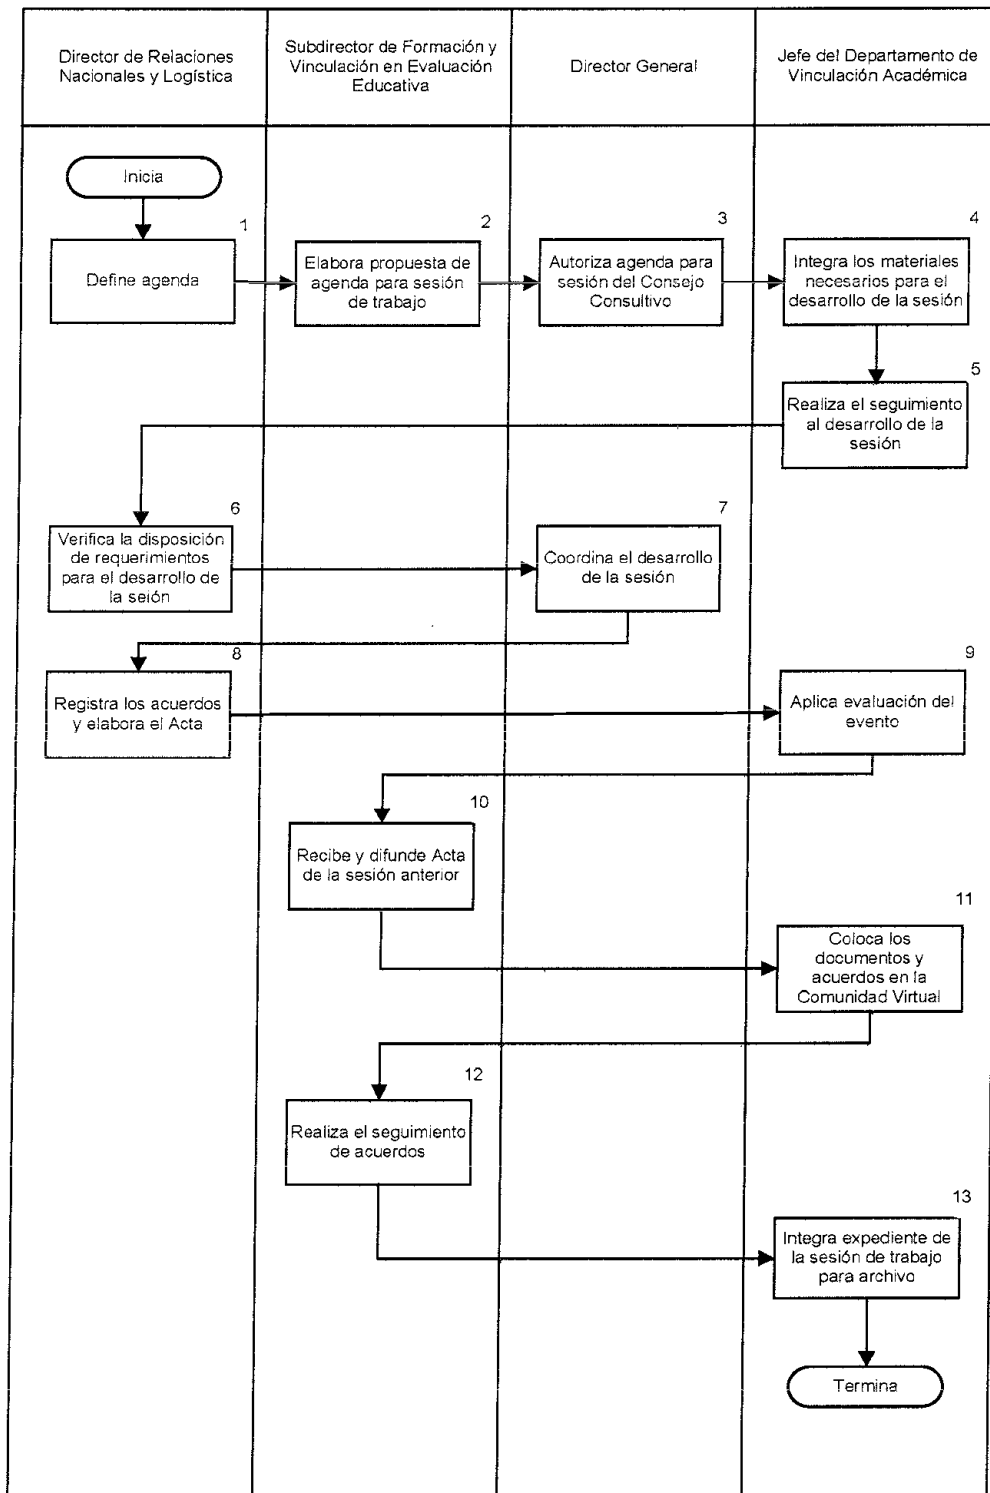 Director de Relaciones
Nacionales y Logística
Subdirector de Formación y
Vinculación en Evaluación
Educativa
Director General
Jefe del Departamento de
Vinculación Académica
Inicia
1
Define agenda
2
Elabora propuesta de
agenda para sesión
de trabajo
3
Autoriza agenda para
sesión del Consejo
Consultivo
4
Integra los materiales
necesarios para el
desarrollo de la sesión
5
Realiza el seguimiento
al desarrollo de la
sesión
6
Verifica la disposición
de requerimientos
para el desarrollo de
la seión
7
Coordina el desarrollo
de la sesión
8
Registra los acuerdos
y elabora el Acta
9
Aplica evaluación del
evento
10
Recibe y difunde Acta
de la sesión anterior
11
Coloca los
documentos y
acuerdos en la
Comunidad Virtual
12
Realiza el seguimiento
de acuerdos
13
Integra expediente de
la sesión de trabajo
para archivo
Termina